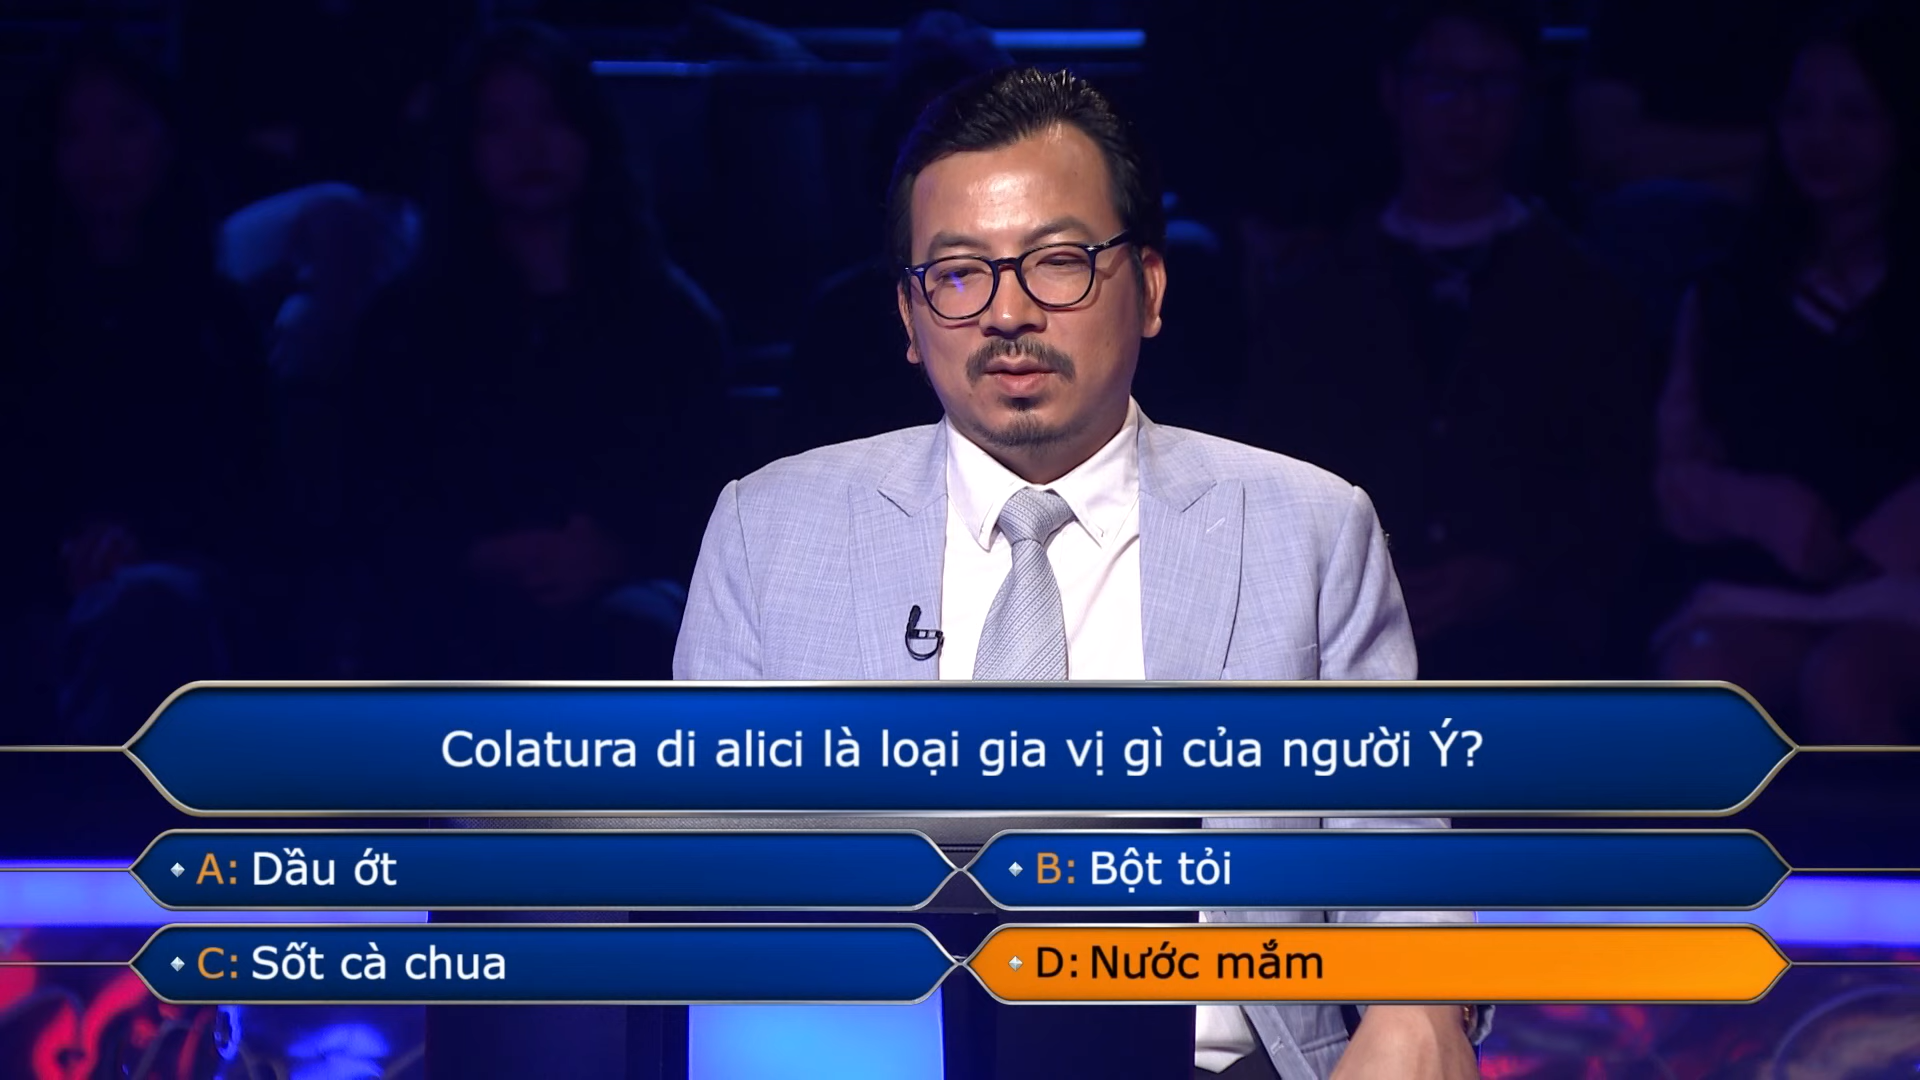 Colatura di alici là loại gia vị gì của người Ý?
A: Dầu ớt
B: Bột tỏi
C: Sốt cà chua
D: Nước mắm